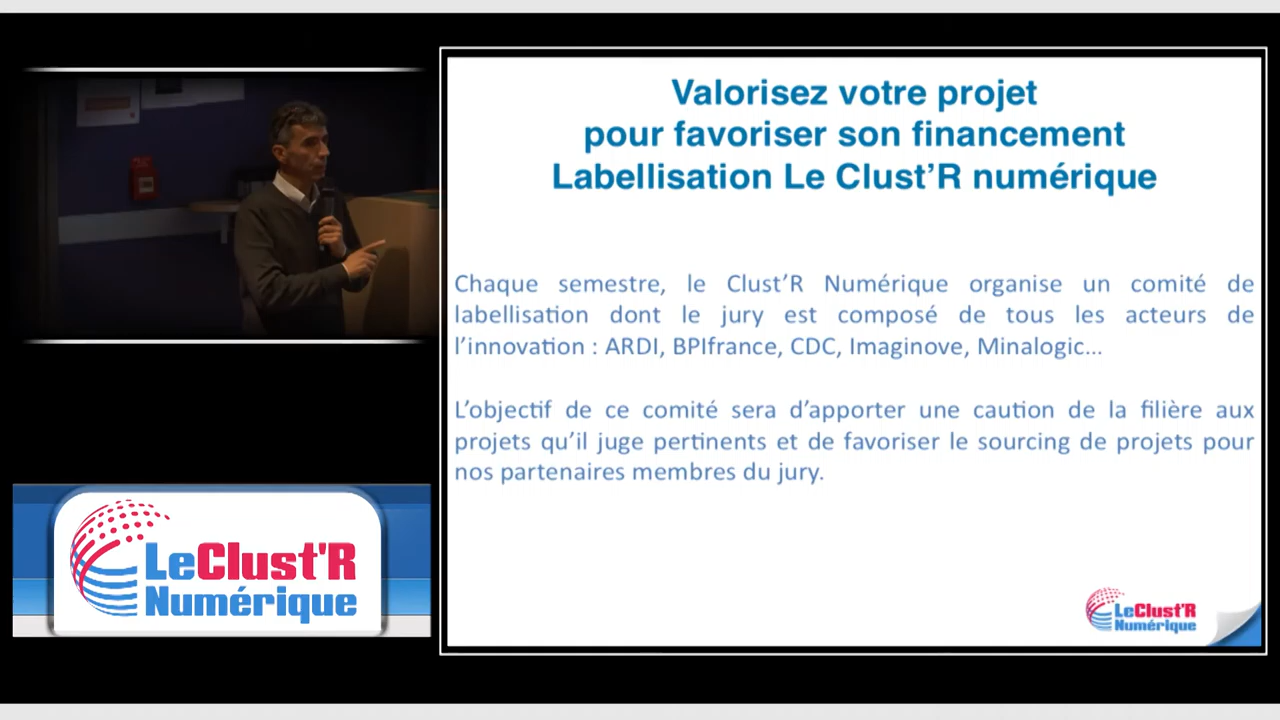 Valorisez votre projet
pour favoriser son financement
Labellisation Le Clust’R numérique
Chaque semestre, le Clust’R Numérique organise un comité de
labellisation dont le jury est composé de tous les acteurs de
l’innovation : ARDI, BPIfrance, CDC, Imaginove, Minalogic...
L’objectif de ce comité sera d’apporter une caution de la filière aux
projets qu’il juge pertinents et de favoriser le sourcing de projets pour
nos partenaires membres du jury.
LeClust'R
Numérique
LeClust'R
Numérique